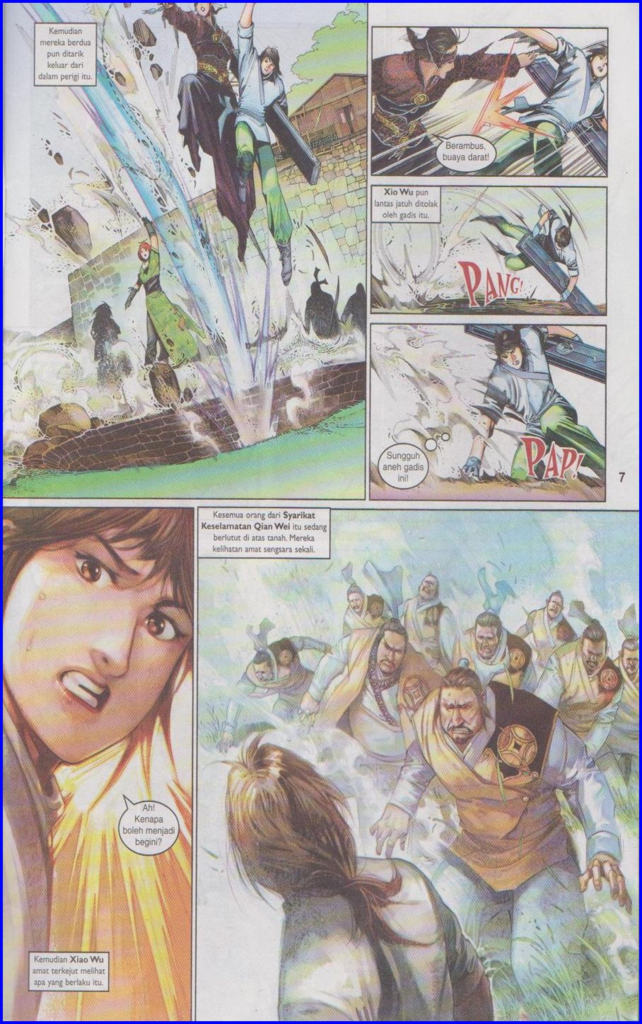 Kemudian
mereka berdua
pun ditarik
keluar dari
dalam perigi itu.
Berambus,
buaya darat!
Xio Wu pun
lantas jatuh ditolak
oleh gadis itu.
PANG!
Sungguh
aneh gadis
ini!
PAP!
7
Kesemua orang dari Syarikat
Keselamatan Qian Wei itu sedang
berlutut di atas tanah. Mereka
kelihatan amat sengsara sekali.
Ah!
Kenapa
boleh menjadi
begini?
Kemudian Xiao Wu
amat terkejut melihat
apa yang berlaku itu.